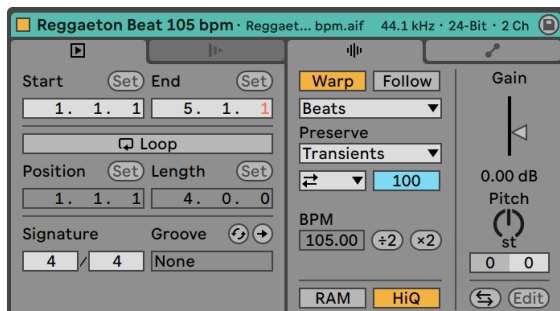 Reggaeton Beat 105 bpm · Reggaet... bpm.aif 44.1 kHz · 24-Bit · 2 Ch
Start Set End Set
1. 1. 1 5. 1. 1
Loop
Position Set Length Set
1. 1. 1 4. 0. 0
Signature Groove
4 / 4 None
Warp Follow
Beats
Preserve
Transients
100
BPM
105.00 ÷2 ×2
RAM HiQ
Gain
0.00 dB
Pitch
st
0 0
Edit